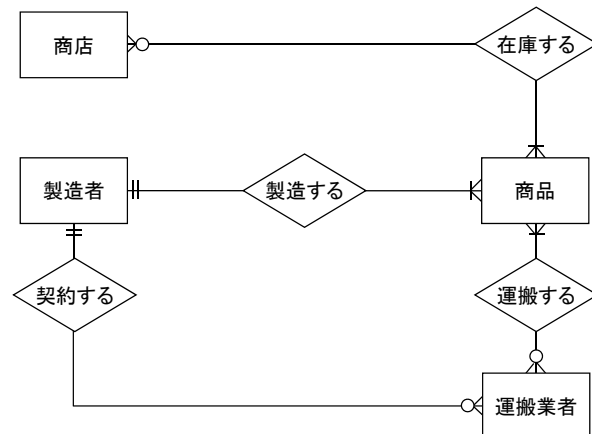 商店
在庫する
製造者
製造する
商品
契約する
運搬する
運搬業者